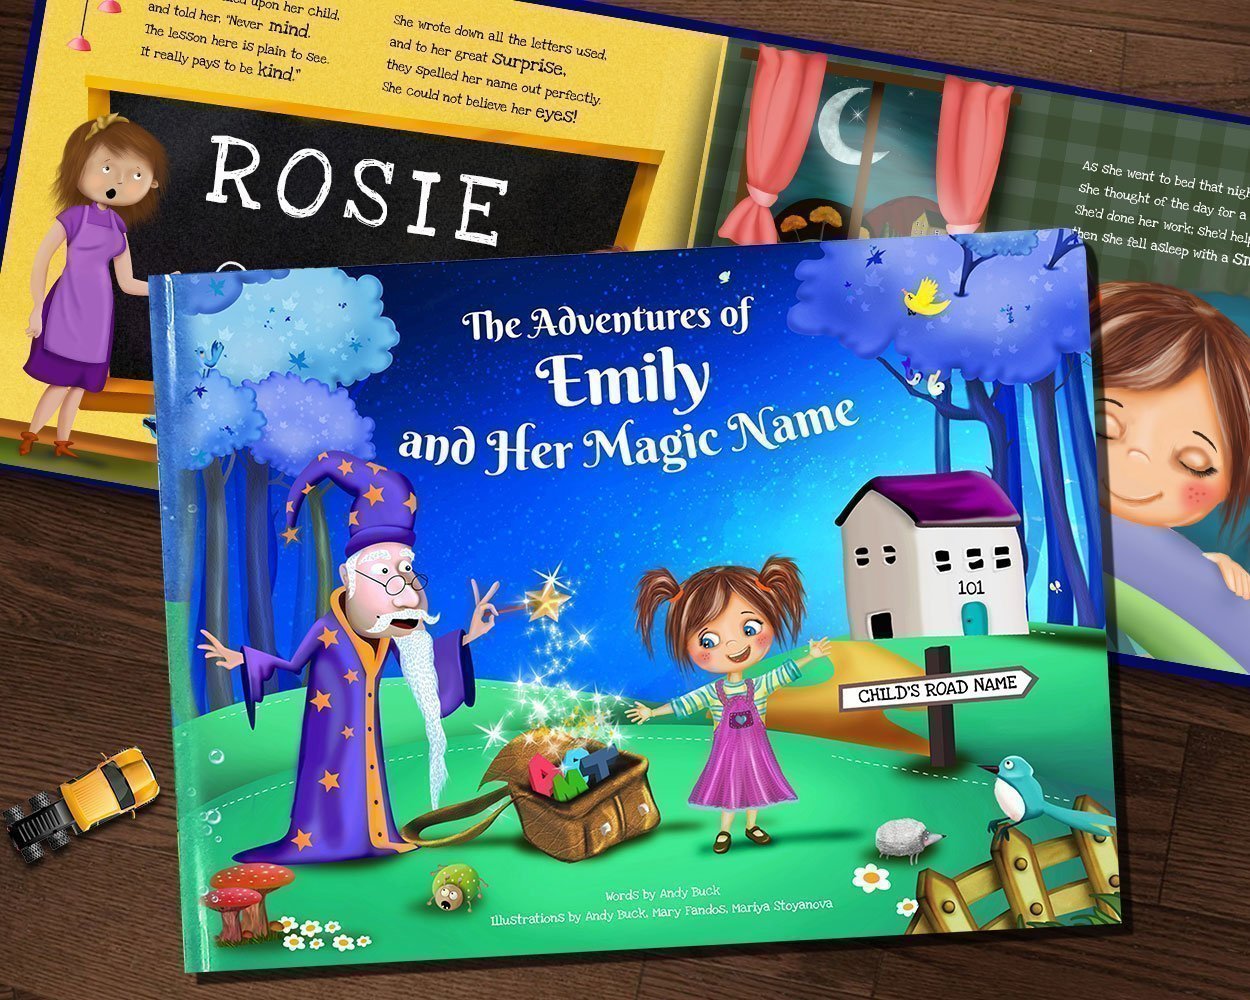 upon her child,
and told her, "Never mind.
The lesson here is plain to see.
It really pays to be kind."
She wrote down all the letters used,
and to her great surprise,
they spelled her name out perfectly.
She could not believe her eyes!
ROSIE
As she went to bed that
she thought of the day for a
She'd done her work; she'd
then she fell asleep with a
The Adventures of
Emily
and Her Magic Name
101
CHILD'S ROAD NAME
A M S T
Words by Andy Buck
Illustrations by Andy Buck, Mary Fandos, Mariya Stoyanova